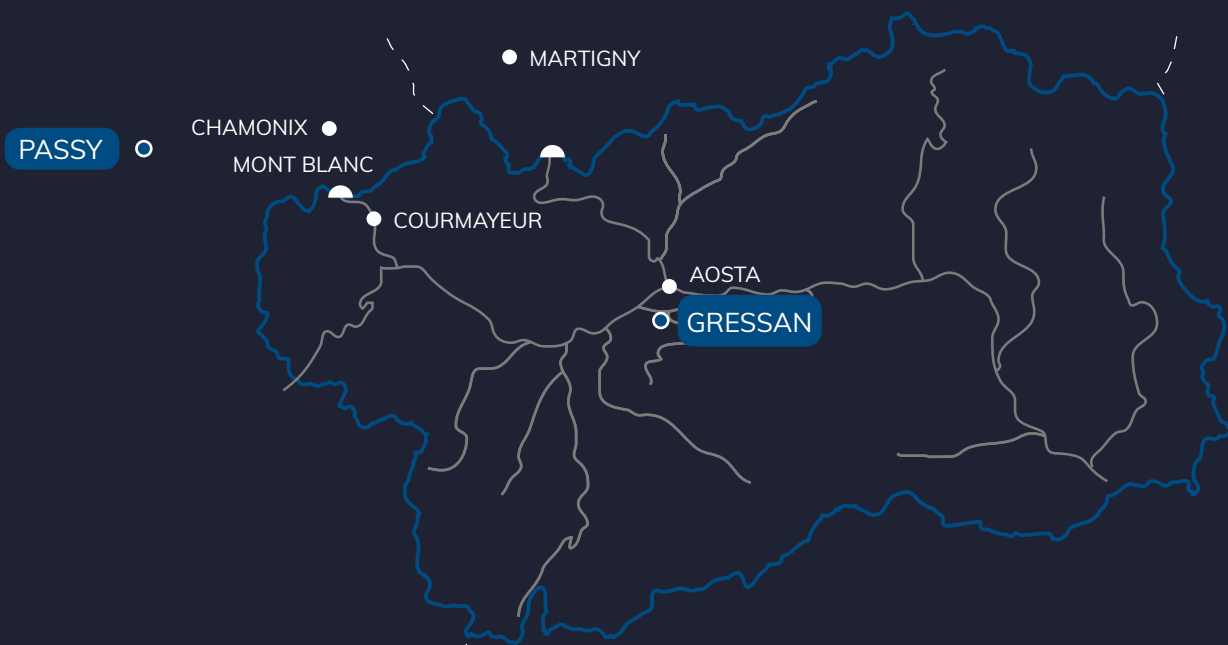 MARTIGNY
CHAMONIX
PASSY
MONT BLANC
COURMAYEUR
AOSTA
GRESSAN